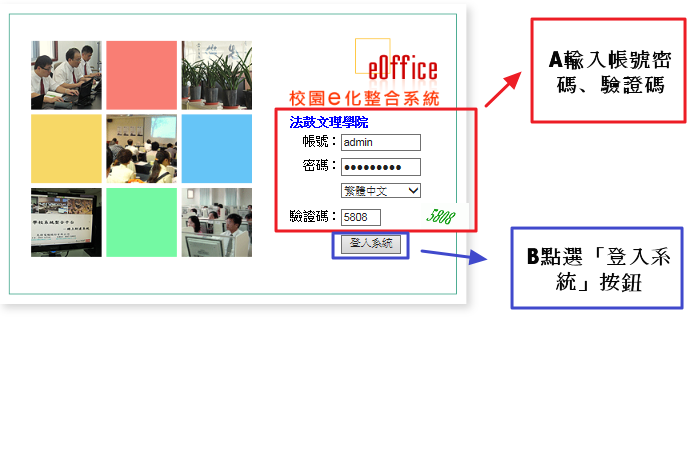 eOffice
校園e化整合系統
法鼓文理學院
帳號： admin
密碼： ●●●●●●●●●
繁體中文
驗證碼： 5808 5808
登入系統
A輸入帳號密
碼、驗證碼
B點選「登入系
統」按鈕